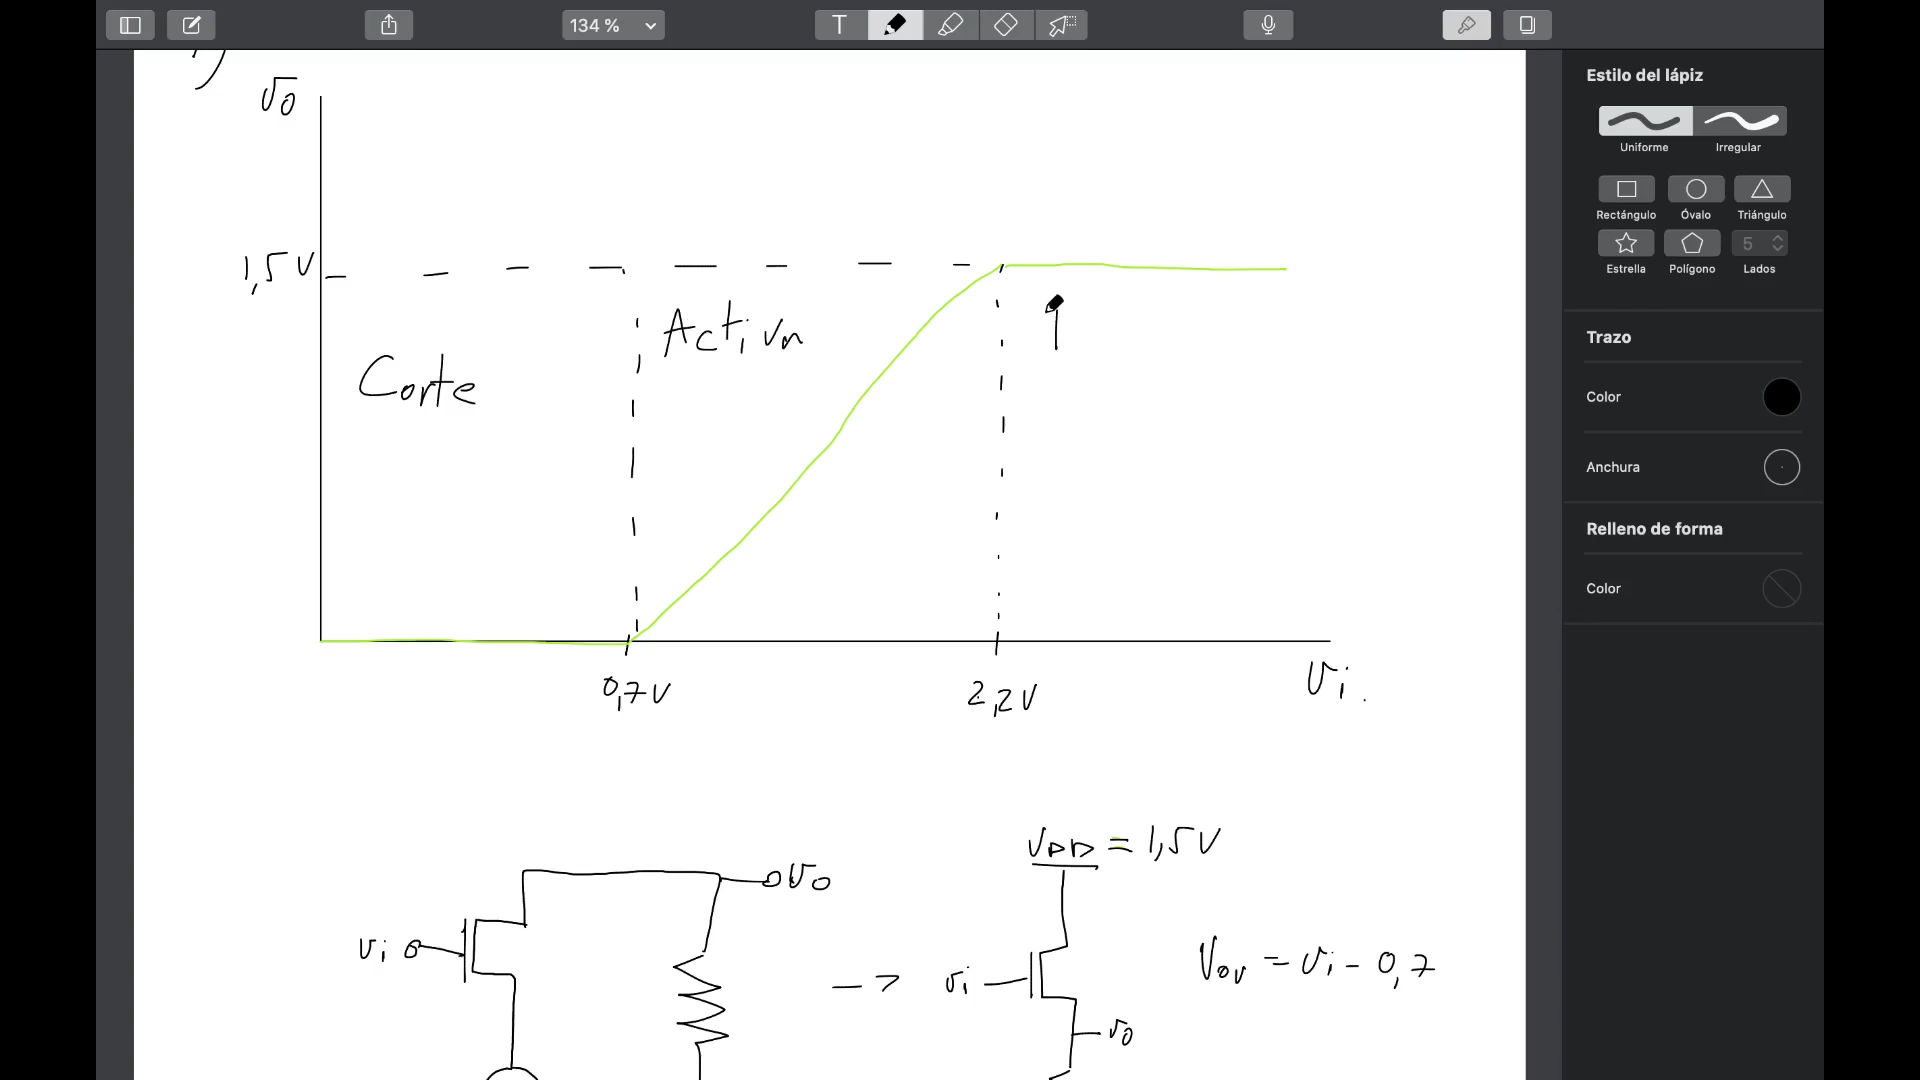 134 %
T
Estilo del lápiz
Uniforme
Irregular
Rectángulo
Óvalo
Triángulo
5
Estrella
Polígono
Lados
Trazo
Color
Anchura
Relleno de forma
Color
vo
1,5 V
Activa
Corte
0,7 V
2,2 V
Vi
VDD = 1,5 V
vo
Vi
vi
Vov = vi - 0,7
vo